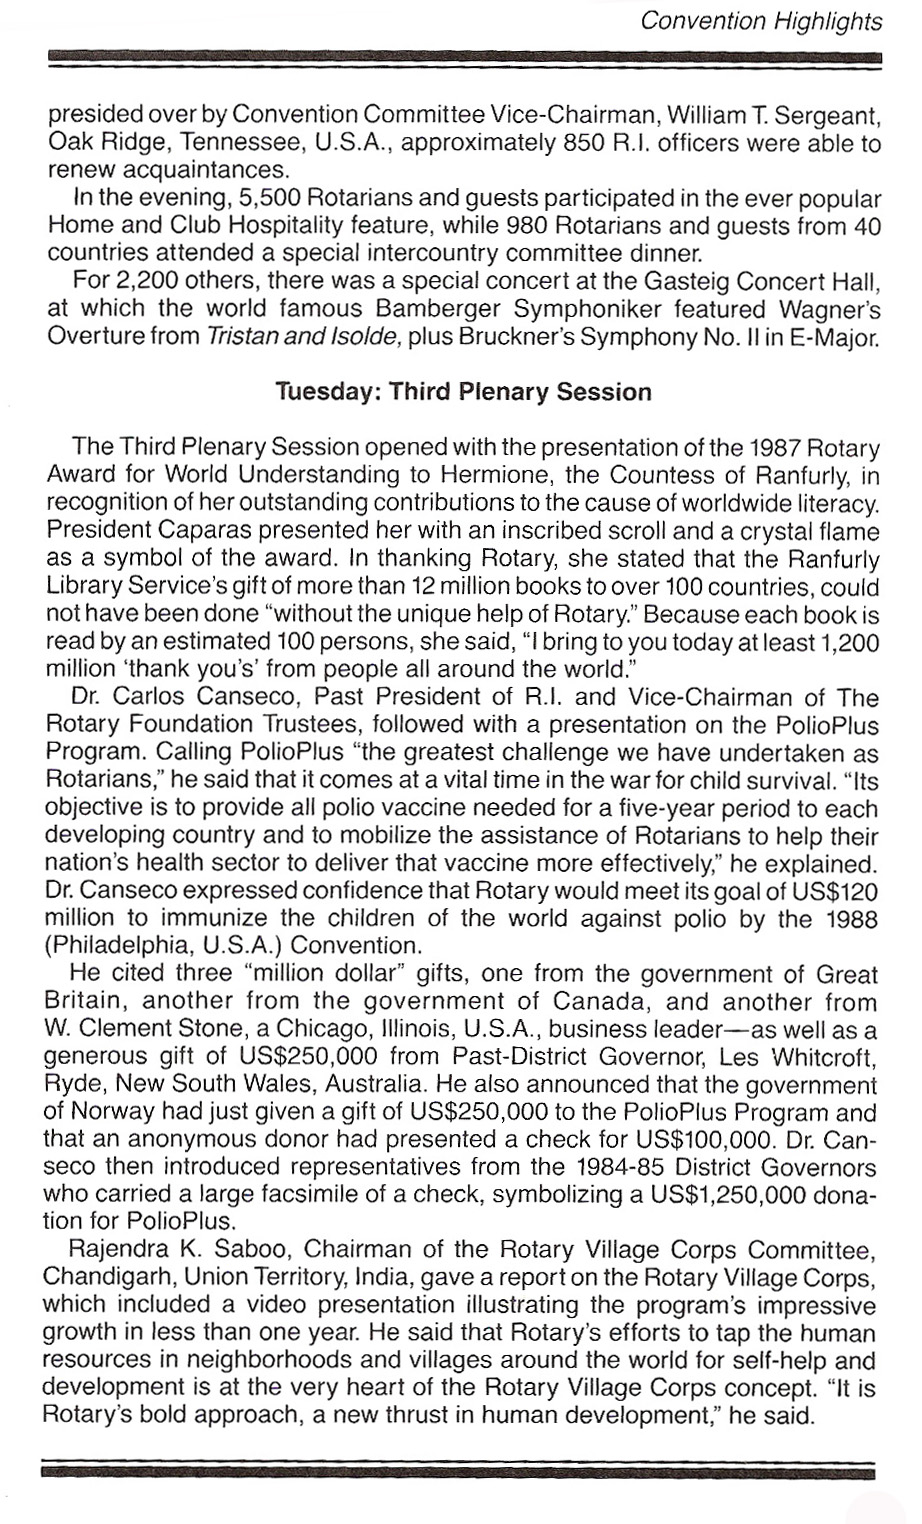 Convention Highlights
presided over by Convention Committee Vice-Chairman, William T. Sergeant,
Oak Ridge, Tennessee, U.S.A., approximately 850 R.I. officers were able to
renew acquaintances.
In the evening, 5,500 Rotarians and guests participated in the ever popular
Home and Club Hospitality feature, while 980 Rotarians and guests from 40
countries attended a special intercountry committee dinner.
For 2,200 others, there was a special concert at the Gasteig Concert Hall,
at which the world famous Bamberger Symphoniker featured Wagner's
Overture from Tristan and Isolde, plus Bruckner's Symphony No. II in E-Major.
Tuesday: Third Plenary Session
The Third Plenary Session opened with the presentation of the 1987 Rotary
Award for World Understanding to Hermione, the Countess of Ranfurly, in
recognition of her outstanding contributions to the cause of worldwide literacy.
President Caparas presented her with an inscribed scroll and a crystal flame
as a symbol of the award. In thanking Rotary, she stated that the Ranfurly
Library Service's gift of more than 12 million books to over 100 countries, could
not have been done "without the unique help of Rotary." Because each book is
read by an estimated 100 persons, she said, "I bring to you today at least 1,200
million 'thank you's' from people all around the world."
Dr. Carlos Canseco, Past President of R.I. and Vice-Chairman of The
Rotary Foundation Trustees, followed with a presentation on the PolioPlus
Program. Calling PolioPlus "the greatest challenge we have undertaken as
Rotarians," he said that it comes at a vital time in the war for child survival. "Its
objective is to provide all polio vaccine needed for a five-year period to each
developing country and to mobilize the assistance of Rotarians to help their
nation's health sector to deliver that vaccine more effectively," he explained.
Dr. Canseco expressed confidence that Rotary would meet its goal of US$120
million to immunize the children of the world against polio by the 1988
(Philadelphia, U.S.A.) Convention.
He cited three "million dollar" gifts, one from the government of Great
Britain, another from the government of Canada, and another from
W. Clement Stone, a Chicago, Illinois, U.S.A., business leader—as well as a
generous gift of US$250,000 from Past-District Governor, Les Whitcroft,
Ryde, New South Wales, Australia. He also announced that the government
of Norway had just given a gift of US$250,000 to the PolioPlus Program and
that an anonymous donor had presented a check for US$100,000. Dr. Can-
seco then introduced representatives from the 1984-85 District Governors
who carried a large facsimile of a check, symbolizing a US$1,250,000 dona-
tion for PolioPlus.
Rajendra K. Saboo, Chairman of the Rotary Village Corps Committee,
Chandigarh, Union Territory, India, gave a report on the Rotary Village Corps,
which included a video presentation illustrating the program's impressive
growth in less than one year. He said that Rotary's efforts to tap the human
resources in neighborhoods and villages around the world for self-help and
development is at the very heart of the Rotary Village Corps concept. "It is
Rotary's bold approach, a new thrust in human development," he said.